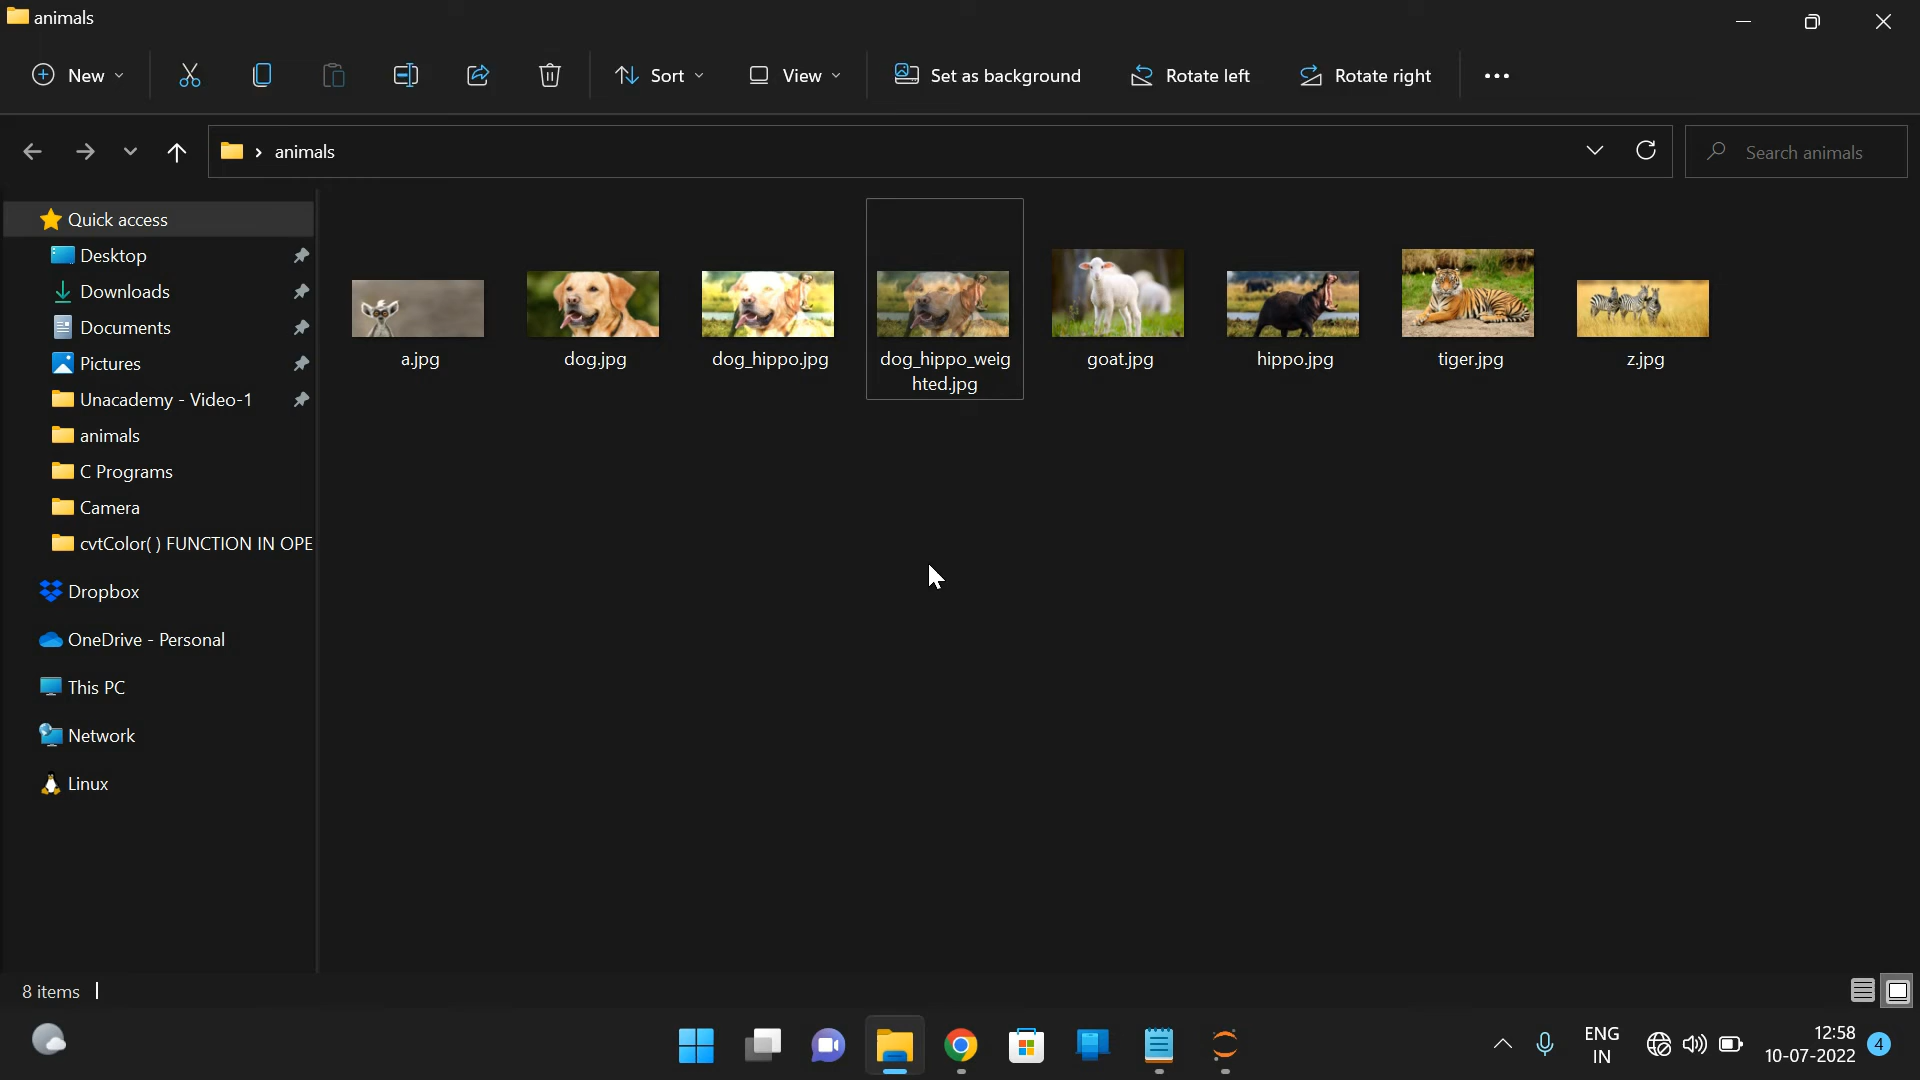 animals
New
Sort
View
Set as background
Rotate left
Rotate right
animals
Search animals
Quick access
Desktop
Downloads
Documents
Pictures
Unacademy - Video-1
animals
C Programs
Camera
cvtColor( ) FUNCTION IN OPE
Dropbox
OneDrive - Personal
This PC
Network
Linux
a.jpg
dog.jpg
dog_hippo.jpg
dog_hippo_weig
hted.jpg
goat.jpg
hippo.jpg
tiger.jpg
z.jpg
8 items
ENG
IN
12:58
10-07-2022
4